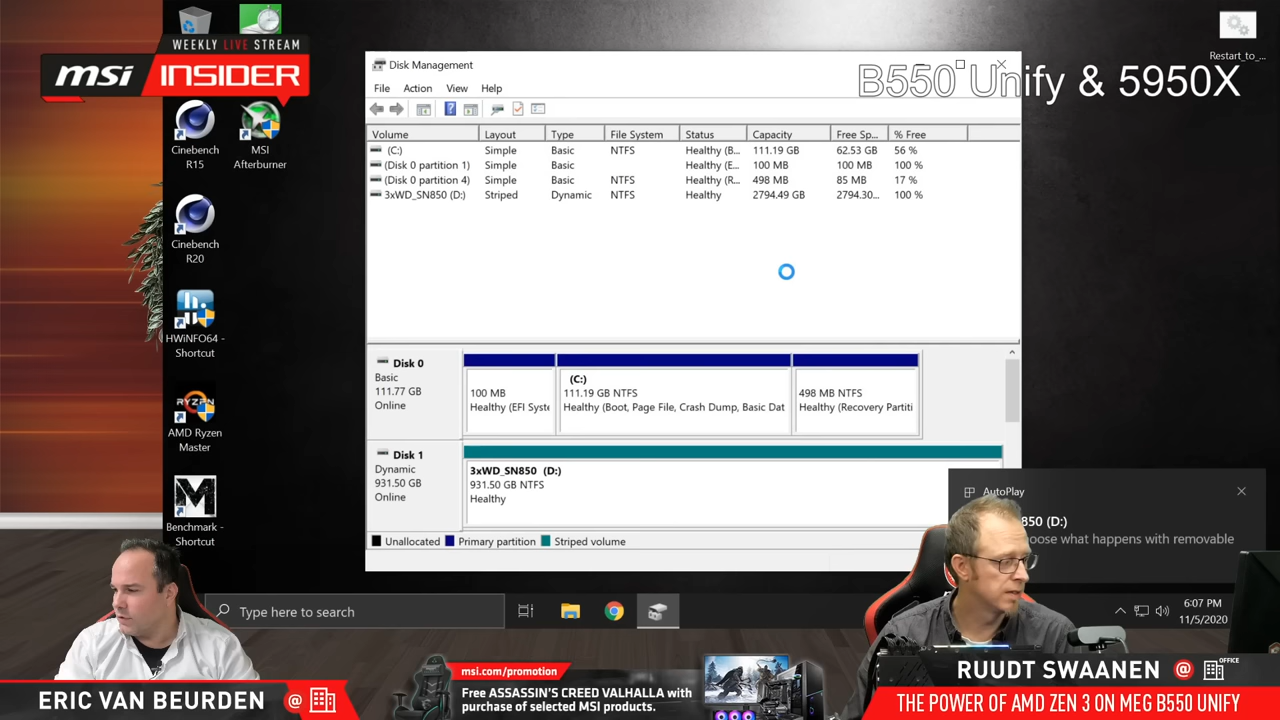 WEEKLY LIVE STREAM
msi INSIDER
Restart_to_...
B550 Unify & 5950X
Cinebench
R15
MSI
Afterburner
Cinebench
R20
HWiNFO64 -
Shortcut
RYZEN
AMD Ryzen
Master
Benchmark -
Shortcut
Disk Management
File Action View Help
Volume Layout Type File System Status Capacity Free Sp... % Free
(C:) Simple Basic NTFS Healthy (B... 111.19 GB 62.53 GB 56 %
(Disk 0 partition 1) Simple Basic Healthy (E... 100 MB 100 MB 100 %
(Disk 0 partition 4) Simple Basic NTFS Healthy (R... 498 MB 85 MB 17 %
3xWD_SN850 (D:) Striped Dynamic NTFS Healthy 2794.49 GB 2794.30... 100 %
Disk 0
Basic
111.77 GB
Online
100 MB
Healthy (EFI Syste
(C:)
111.19 GB NTFS
Healthy (Boot, Page File, Crash Dump, Basic Dat
498 MB NTFS
Healthy (Recovery Partiti
Disk 1
Dynamic
931.50 GB
Online
3xWD_SN850 (D:)
931.50 GB NTFS
Healthy
Unallocated Primary partition Striped volume
AutoPlay
850 (D:)
oose what happens with removable
Type here to search
6:07 PM
11/5/2020
ERIC VAN BEURDEN @
msi.com/promotion
Free ASSASSIN'S CREED VALHALLA with
purchase of selected MSI products.
RUUDT SWAANEN @ OFFICE
THE POWER OF AMD ZEN 3 ON MEG B550 UNIFY